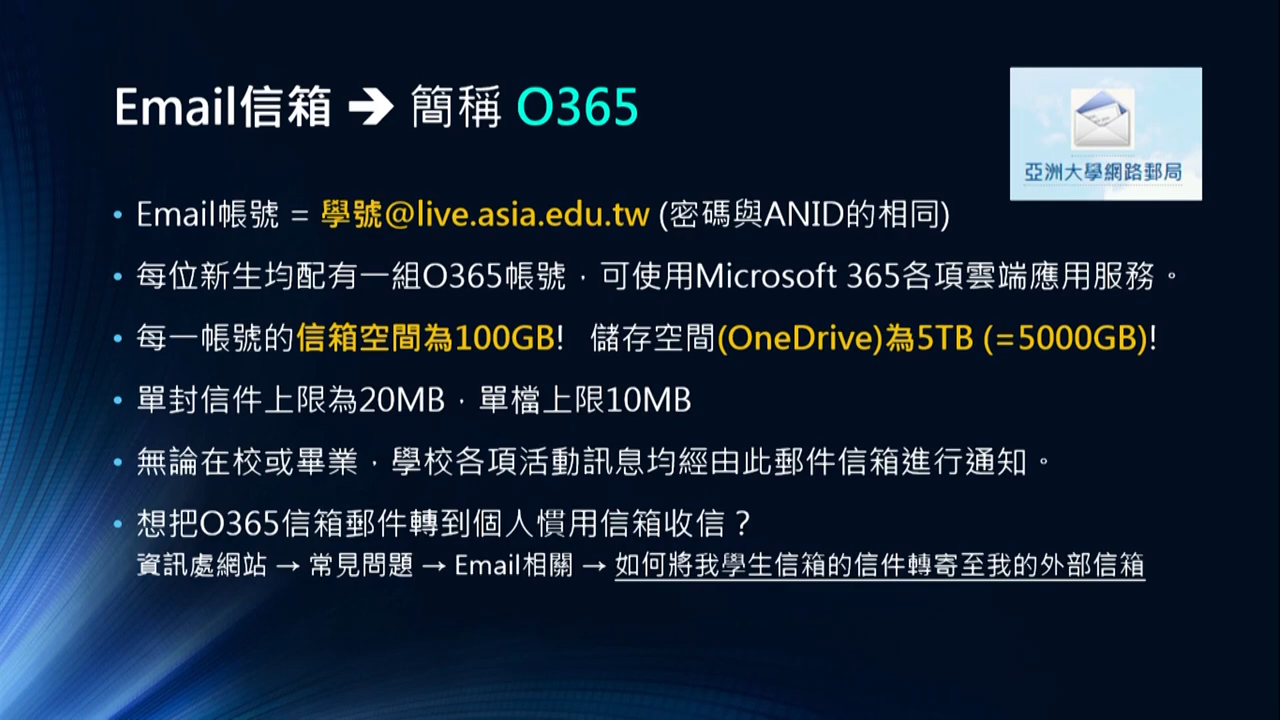 Email信箱 ➔ 簡稱 O365
亞洲大學網路郵局
• Email帳號 = 學號@live.asia.edu.tw (密碼與ANID的相同)
• 每位新生均配有一組O365帳號，可使用Microsoft 365各項雲端應用服務。
• 每一帳號的信箱空間為100GB! 儲存空間(OneDrive)為5TB (=5000GB)!
• 單封信件上限為20MB，單檔上限10MB
• 無論在校或畢業，學校各項活動訊息均經由此郵件信箱進行通知。
• 想把O365信箱郵件轉到個人慣用信箱收信？
資訊處網站 → 常見問題 → Email相關 → 如何將我學生信箱的信件轉寄至我的外部信箱